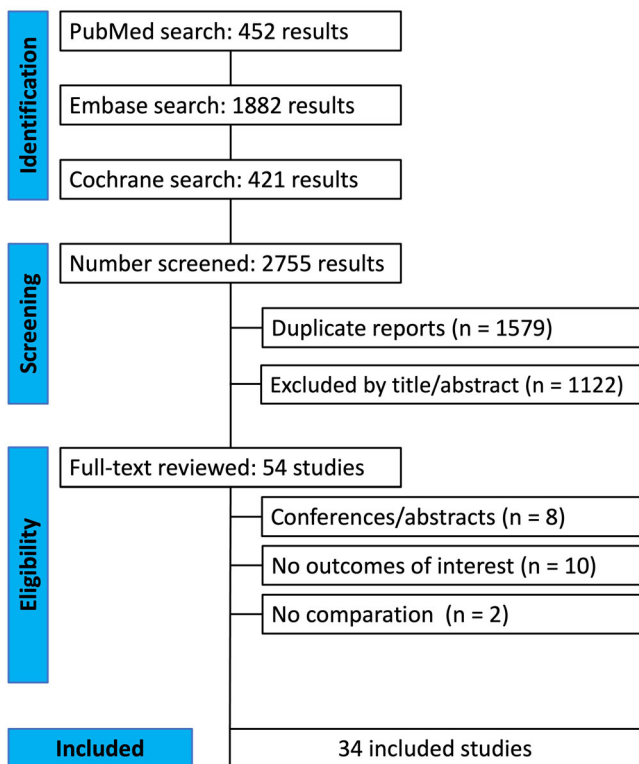 Identification
PubMed search: 452 results
Embase search: 1882 results
Cochrane search: 421 results
Screening
Number screened: 2755 results
Duplicate reports (n = 1579)
Excluded by title/abstract (n = 1122)
Eligibility
Full-text reviewed: 54 studies
Conferences/abstracts (n = 8)
No outcomes of interest (n = 10)
No comparation (n = 2)
Included
34 included studies